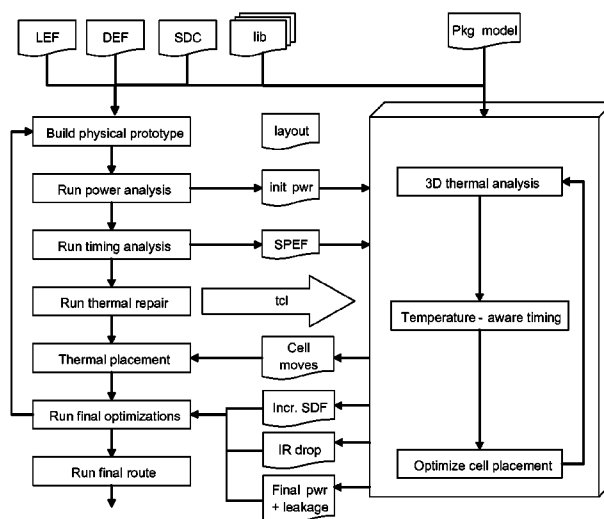 LEF
DEF
SDC
lib
Pkg model
Build physical prototype
layout
Run power analysis
init pwr
3D thermal analysis
Run timing analysis
SPEF
Run thermal repair
tcl
Temperature - aware timing
Thermal placement
Cell
moves
Run final optimizations
Incr. SDF
IR drop
Optimize cell placement
Run final route
Final pwr
+ leakage